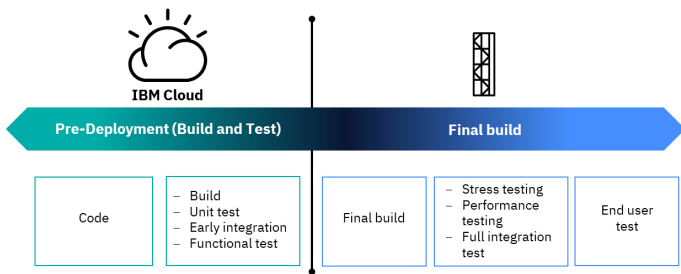 IBM Cloud
Pre-Deployment (Build and Test)
Final build
Code
– Build
– Unit test
– Early integration
– Functional test
Final build
– Stress testing
– Performance
testing
– Full integration
test
End user
test